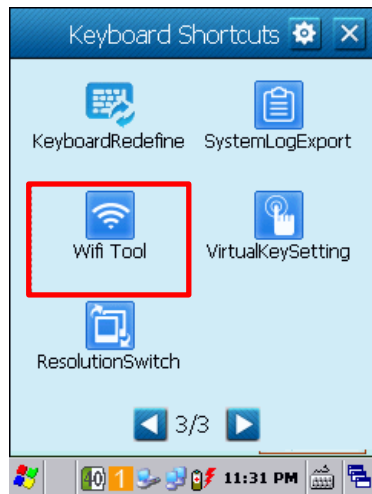 Keyboard Shortcuts
KeyboardRedefine SystemLogExport
Wifi Tool VirtualKeySetting
ResolutionSwitch
3/3
40 1 11:31 PM